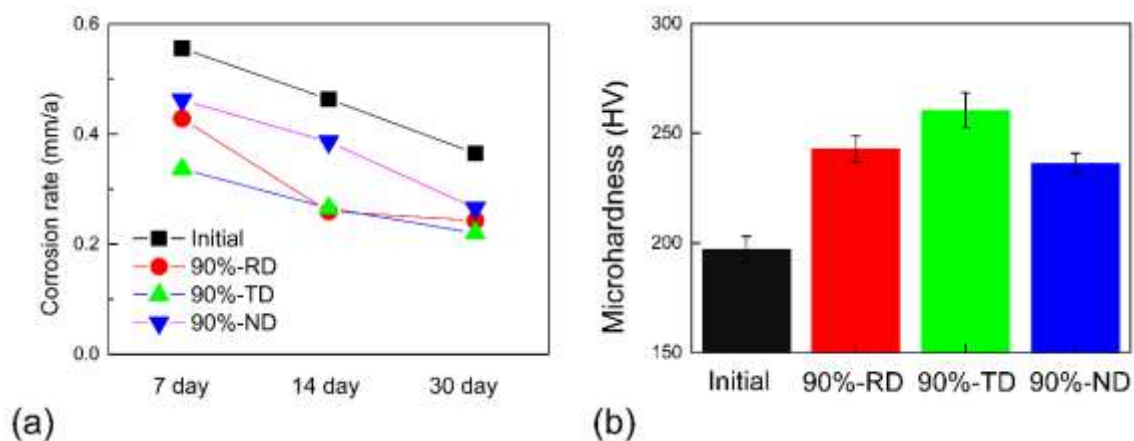 0.6
0.4
0.2
0.0
Corrosion rate (mm/a)
Initial
90%-RD
90%-TD
90%-ND
7 day 14 day 30 day
(a)
300
250
200
150
Microhardness (HV)
Initial 90%-RD 90%-TD 90%-ND
(b)